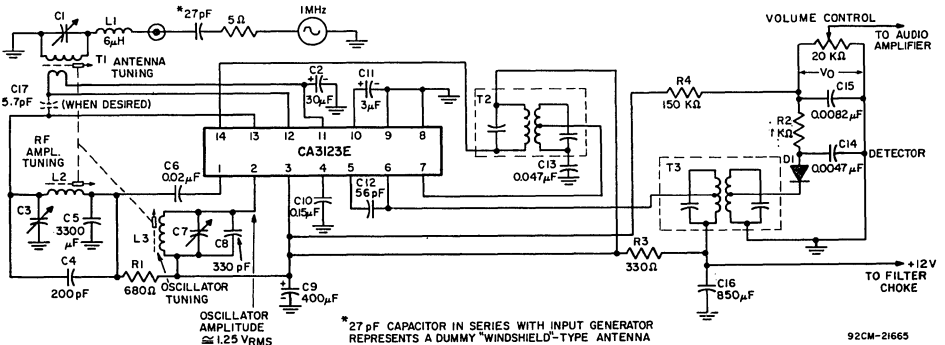 C1
L1
6µH
*27pF
5Ω
1MHz
T1
ANTENNA
TUNING
C17
5.7pF
(WHEN DESIRED)
C2
30µF
C11
3µF
T2
R4
150 KΩ
VOLUME CONTROL
20 KΩ
TO AUDIO
AMPLIFIER
VO
C15
0.0082µF
R2
1KΩ
C14
0.0047µF
DETECTOR
D1
14
13
12
11
10
9
8
CA3123E
1
2
3
4
5
6
7
RF
AMPL.
TUNING
L2
C6
0.02µF
C3
C5
3300
µF
L3
C7
C8
330 pF
C10
0.15µF
C12
56pF
C13
0.047µF
T3
C4
200pF
R1
680Ω
OSCILLATOR
TUNING
OSCILLATOR
AMPLITUDE
≅1.25 VRMS
C9
400µF
R3
330Ω
C16
850µF
+12V
TO FILTER
CHOKE
*27 pF CAPACITOR IN SERIES WITH INPUT GENERATOR
REPRESENTS A DUMMY "WINDSHIELD"-TYPE ANTENNA
92CM-21665